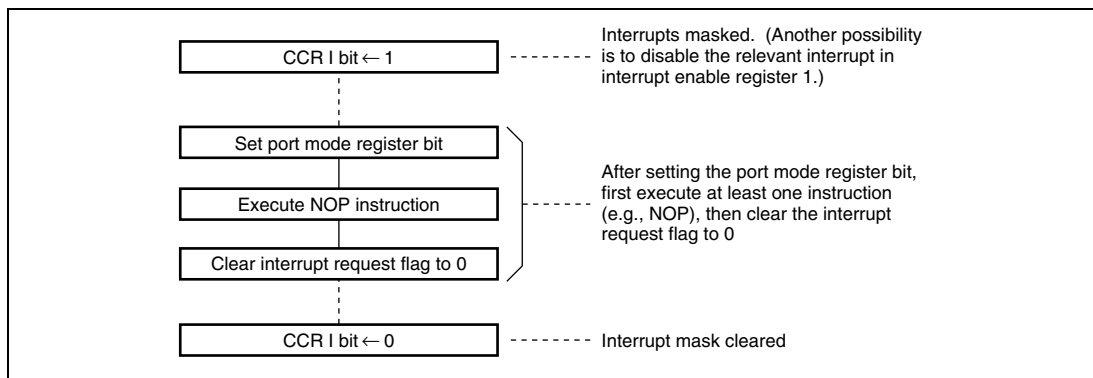 CCR I bit ← 1
Interrupts masked. (Another possibility
is to disable the relevant interrupt in
interrupt enable register 1.)
Set port mode register bit
Execute NOP instruction
Clear interrupt request flag to 0
After setting the port mode register bit,
first execute at least one instruction
(e.g., NOP), then clear the interrupt
request flag to 0
CCR I bit ← 0
Interrupt mask cleared